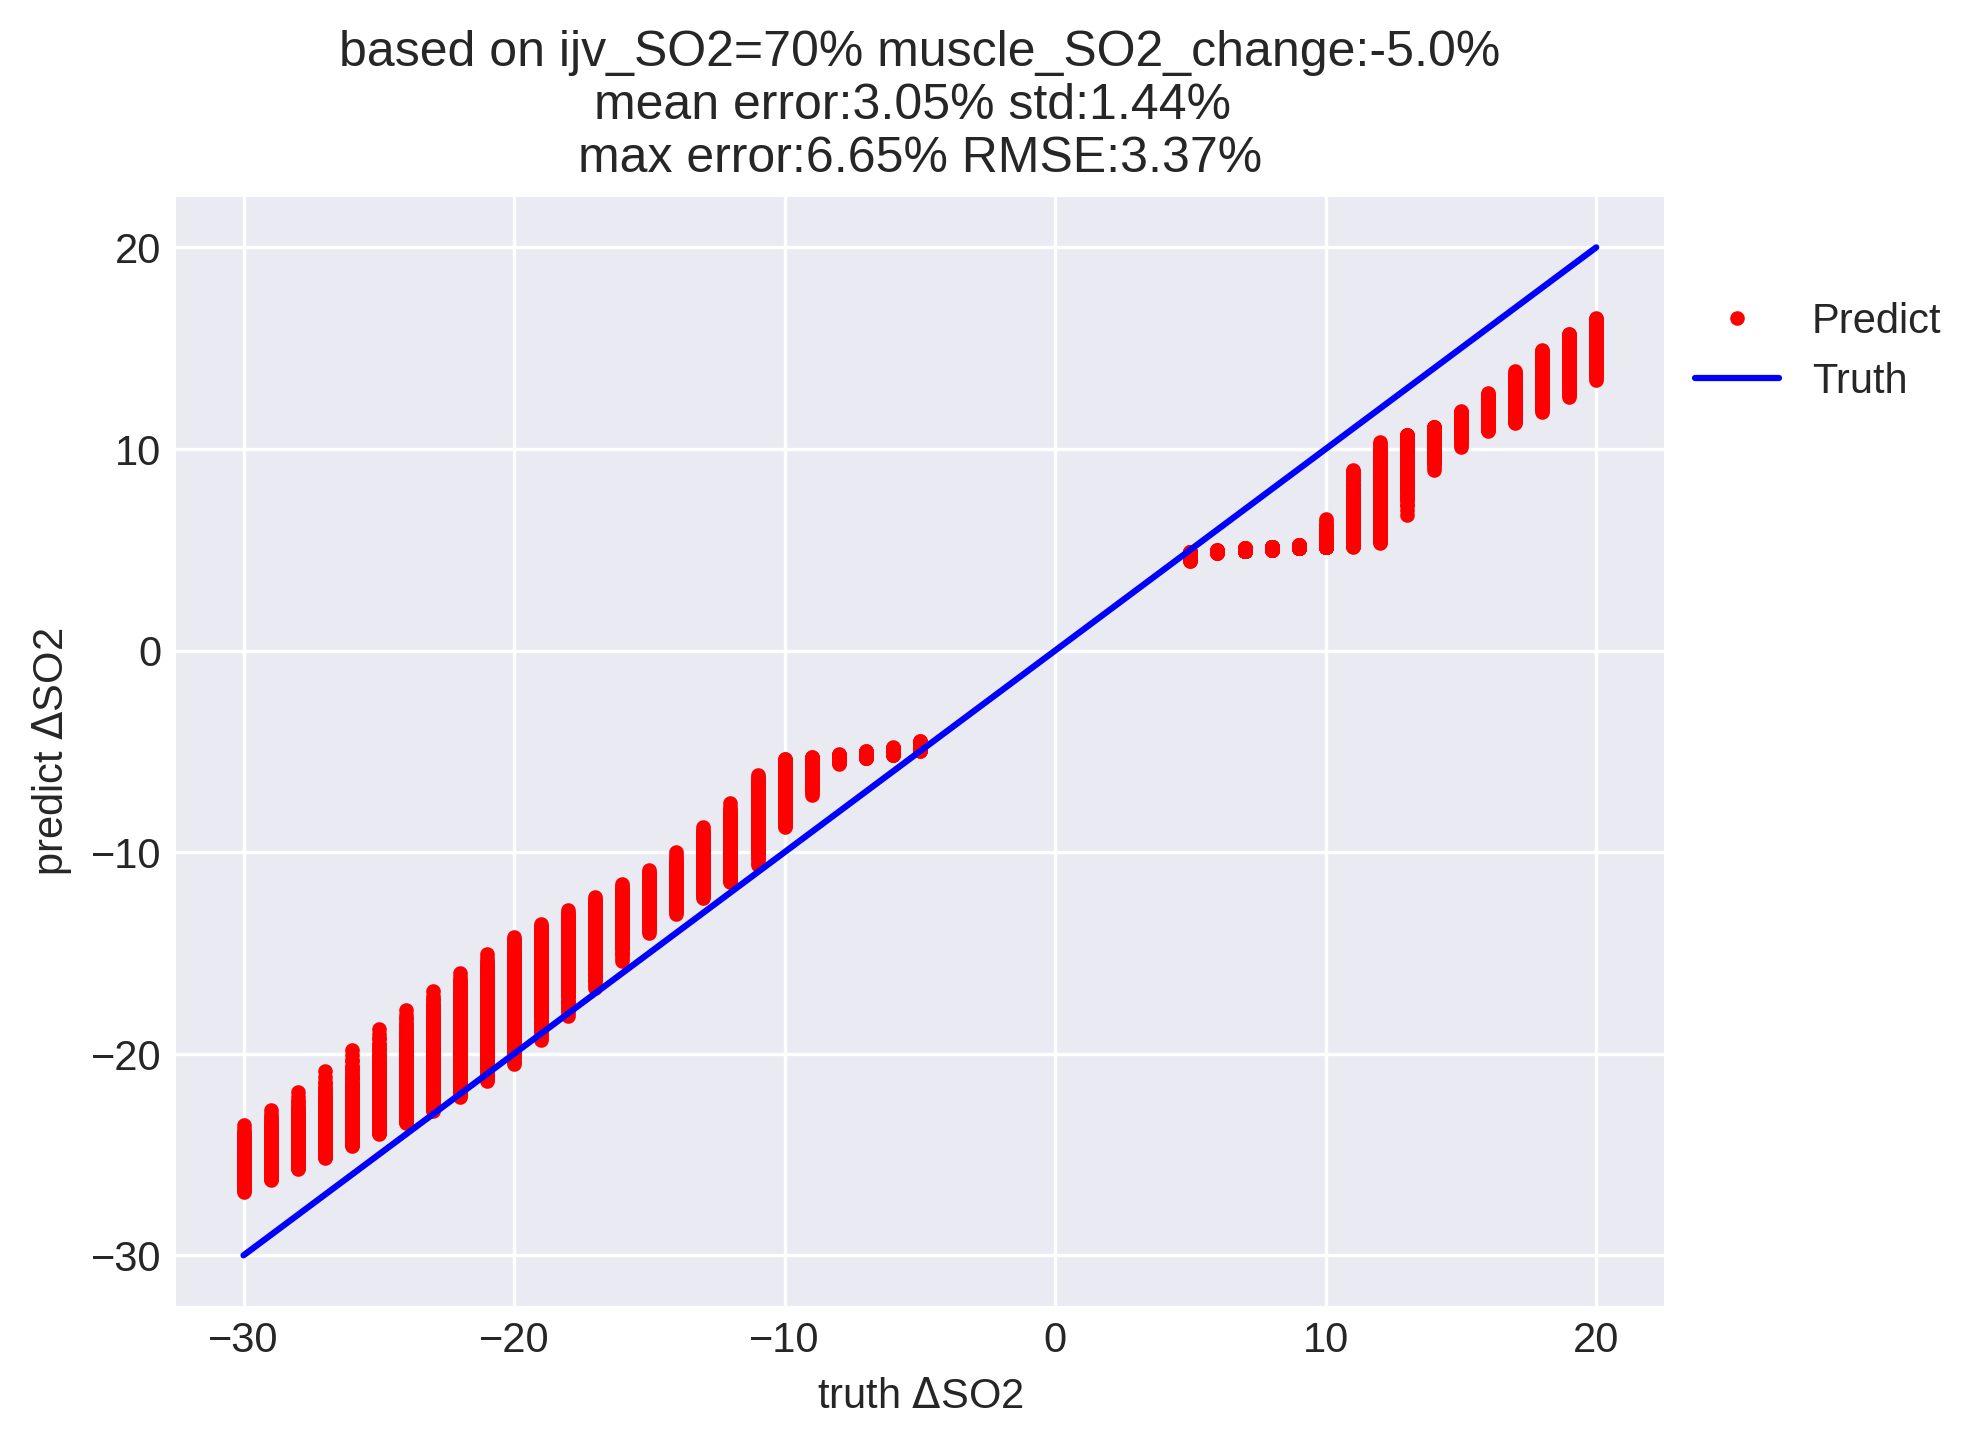 based on ijv_SO2=70% muscle_SO2_change:-5.0%
mean error:3.05% std:1.44%
max error:6.65% RMSE:3.37%
20
10
0
−10
−20
−30
predict ΔSO2
Predict
Truth
−30
−20
−10
0
10
20
truth ΔSO2